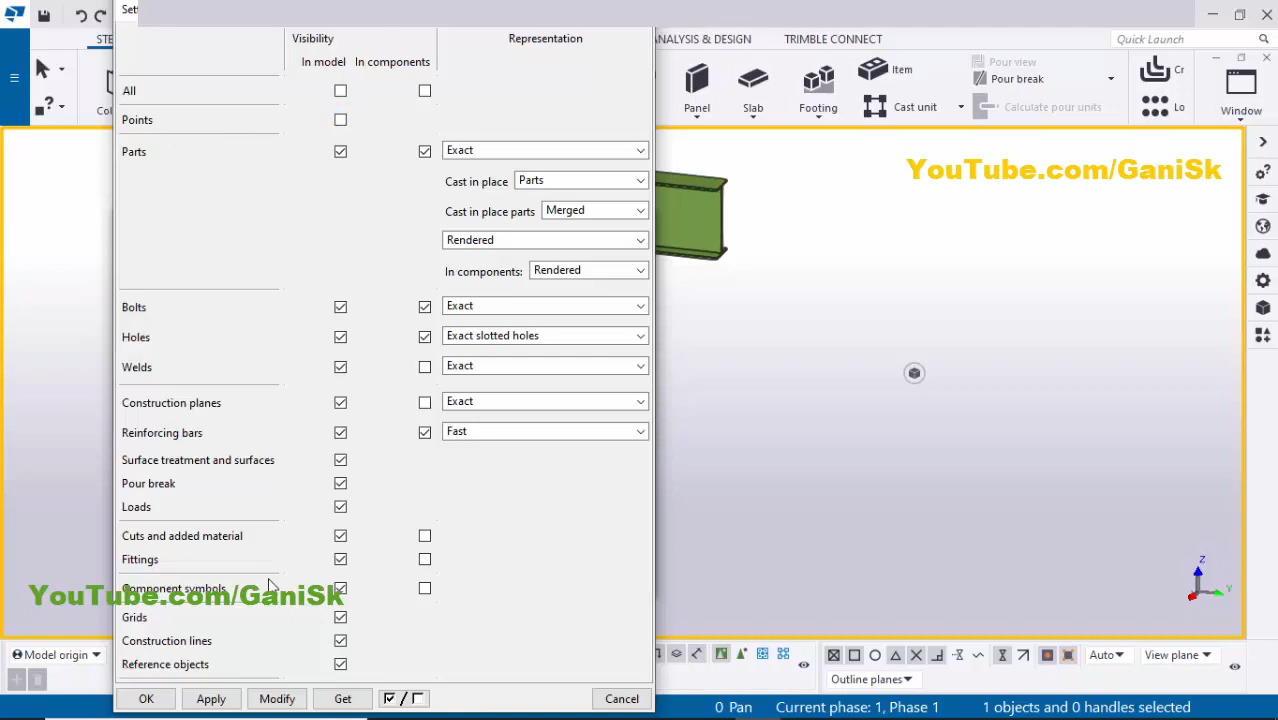 Sett
STE
ANALYSIS & DESIGN
TRIMBLE CONNECT
Quick Launch
Visibility
Representation
In model
In components
Panel
Slab
Footing
Item
Cast unit
Pour view
Pour break
Calculate pour units
Cr
Lo
Window
Col
All
Points
Parts
Exact
Cast in place
Parts
Cast in place parts
Merged
Rendered
In components:
Rendered
Bolts
Exact
Holes
Exact slotted holes
Welds
Exact
Construction planes
Exact
Reinforcing bars
Fast
Surface treatment and surfaces
Pour break
Loads
Cuts and added material
Fittings
Component symbols
Grids
Construction lines
Reference objects
OK
Apply
Modify
Get
/
Cancel
YouTube.com/GaniSk
YouTube.com/GaniSk
Z
Y
Model origin
Auto
View plane
Outline planes
0 Pan
Current phase: 1, Phase 1
1 objects and 0 handles selected